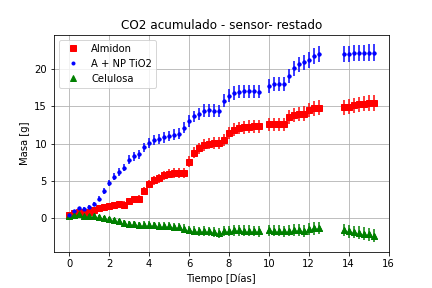 CO2 acumulado - sensor- restado
Almidon
A + NP TiO2
Celulosa
Masa [g]
20
15
10
5
0
0 2 4 6 8 10 12 14 16
Tiempo [Días]